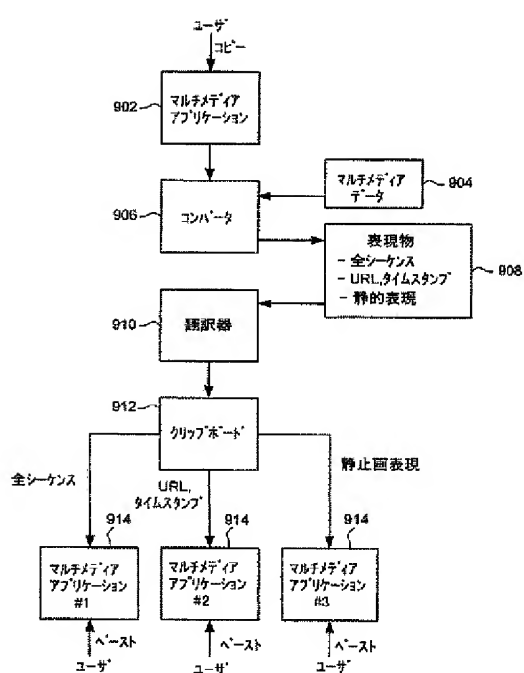 ユーザ
コピー
902
マルチメディア
アプリケーション
904
マルチメディア
データ
906
コンバータ
表現物
- 全シーケンス
- URL,タイムスタンプ
- 静的表現
908
910
翻訳器
912
クリップボード
全シーケンス
URL,
タイムスタンプ
静止画表現
914
914
914
マルチメディア
アプリケーション
#1
マルチメディア
アプリケーション
#2
マルチメディア
アプリケーション
#3
ペースト
ペースト
ペースト
ユーザ
ユーザ
ユーザ